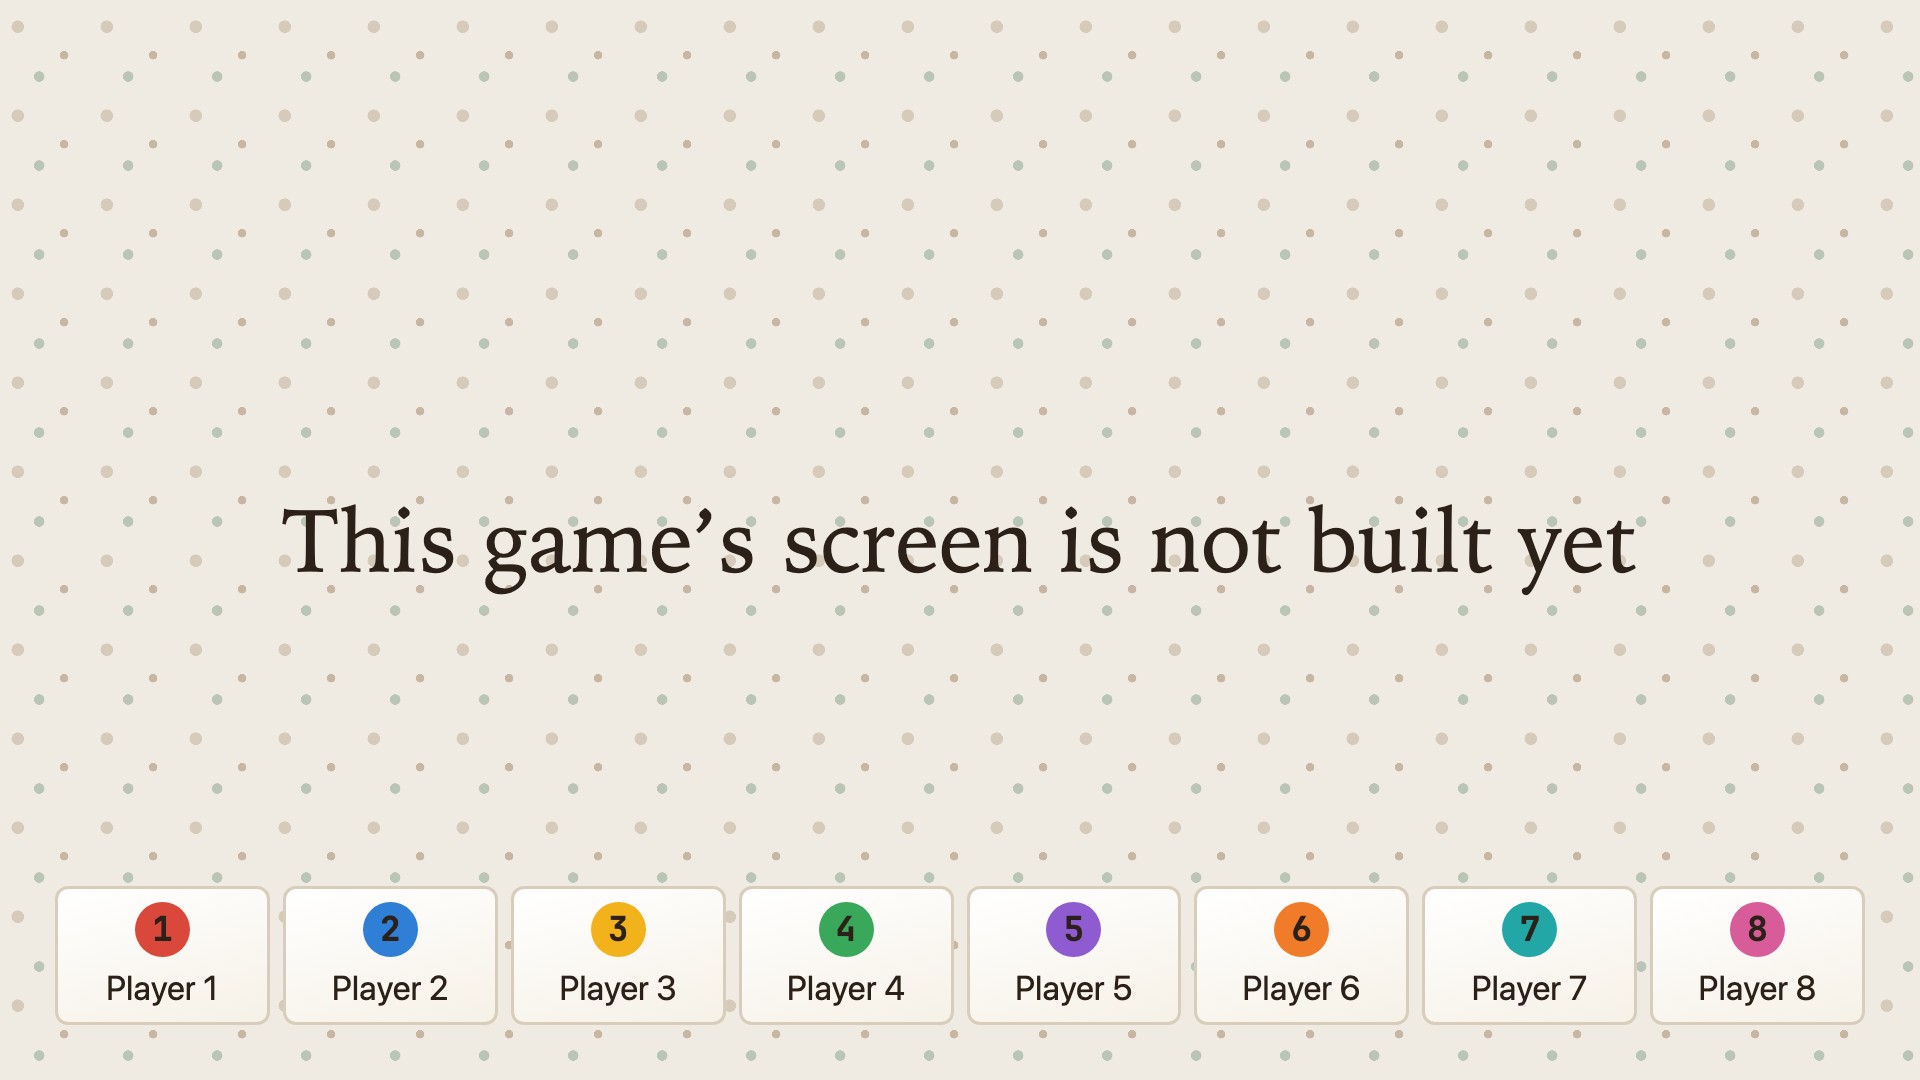 This game’s screen is not built yet
1 2 3 4 5 6 7 8
Player 1 Player 2 Player 3 Player 4 Player 5 Player 6 Player 7 Player 8